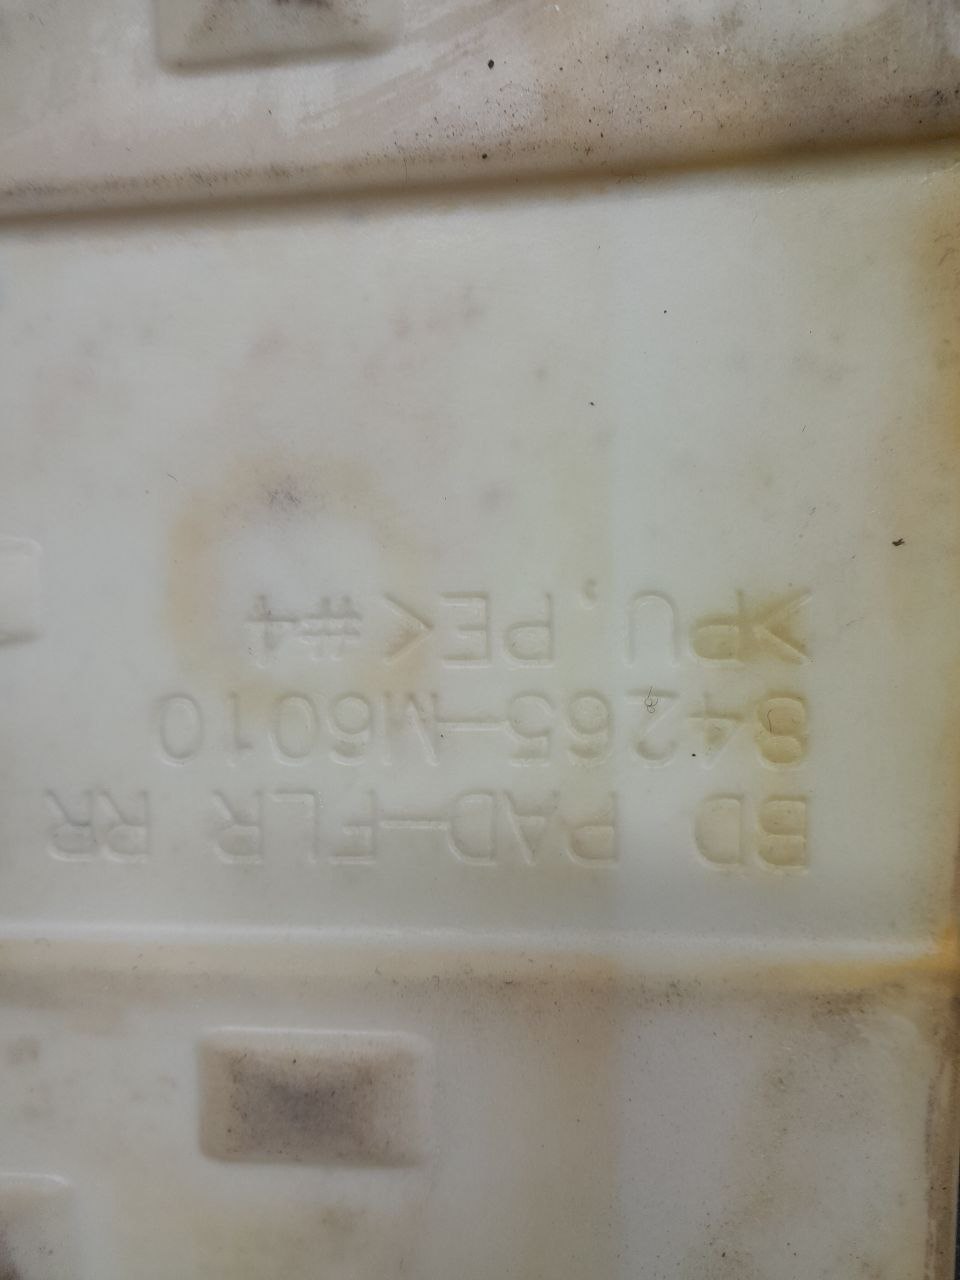 BD PAD-FLR RR
84265-M6010
>PU, PE< #4